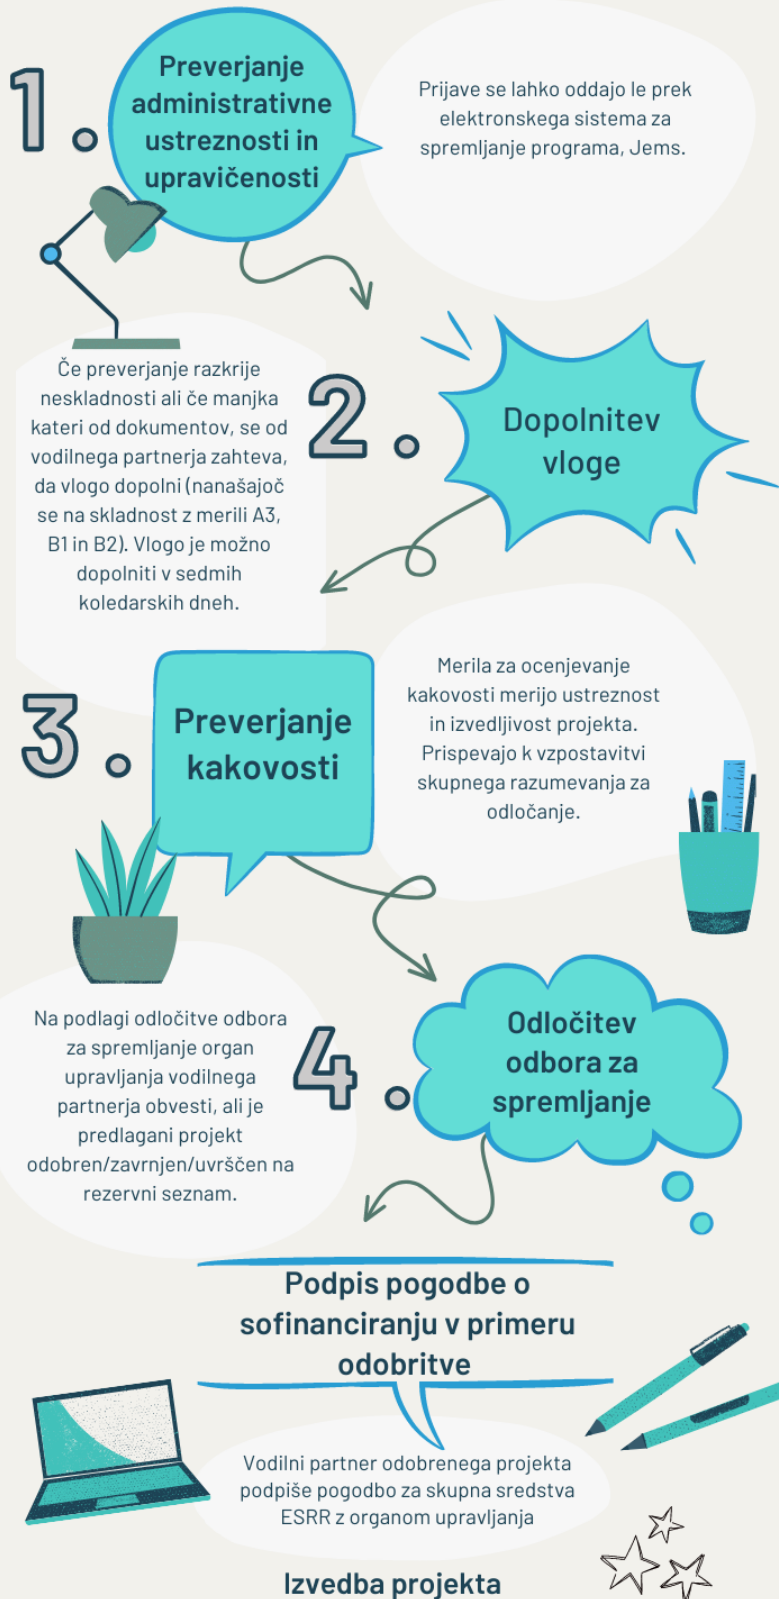 1.
Preverjanje
administrativne
ustreznosti in
upravičenosti
Prijave se lahko oddajo le prek
elektronskega sistema za
spremljanje programa, Jems.
2.
Dopolnitev
vloge
Če preverjanje razkrije
neskladnosti ali če manjka
kateri od dokumentov, se od
vodilnega partnerja zahteva,
da vlogo dopolni (nanašajoč
se na skladnost z merili A3,
B1 in B2). Vlogo je možno
dopolniti v sedmih
koledarskih dneh.
3.
Preverjanje
kakovosti
Merila za ocenjevanje
kakovosti merijo ustreznost
in izvedljivost projekta.
Prispevajo k vzpostavitvi
skupnega razumevanja za
odločanje.
4.
Odločitev
odbora za
spremljanje
Na podlagi odločitve odbora
za spremljanje organ
upravljanja vodilnega
partnerja obvesti, ali je
predlagani projekt
odobren/zavrnjen/uvrščen na
rezervni seznam.
Podpis pogodbe o
sofinanciranju v primeru
odobritve
Vodilni partner odobrenega projekta
podpiše pogodbo za skupna sredstva
ESRR z organom upravljanja
Izvedba projekta